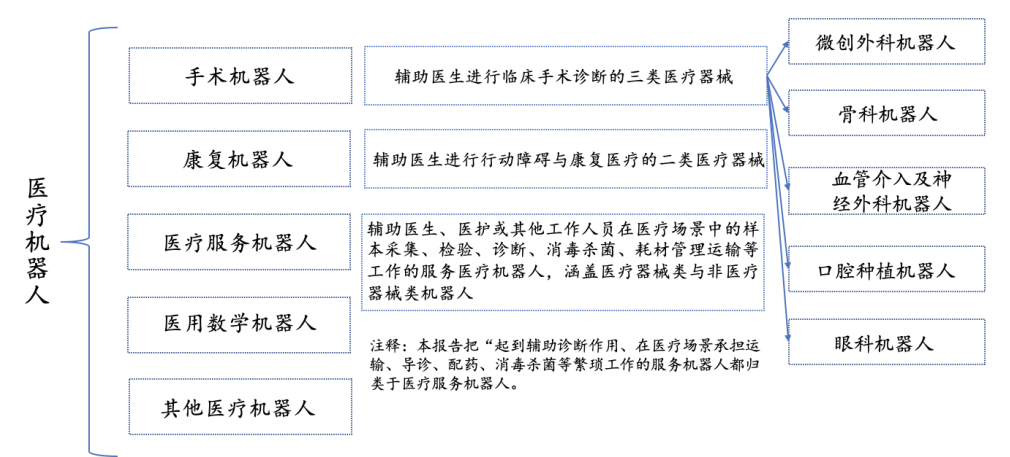 医疗机器人
手术机器人
辅助医生进行临床手术诊断的三类医疗器械
微创外科机器人
骨科机器人
血管介入及神
经外科机器人
口腔种植机器人
眼科机器人
康复机器人
辅助医生进行行动障碍与康复医疗的二类医疗器械
医疗服务机器人
辅助医生、医护或其他工作人员在医疗场景中的样
本采集、检验、诊断、消毒杀菌、耗材管理运输等
工作的服务医疗机器人，涵盖医疗器械类与非医疗
器械类机器人
医用数学机器人
其他医疗机器人
注释：本报告把“起到辅助诊断作用、在医疗场景承担运
输、导诊、配药、消毒杀菌等繁琐工作的服务机器人都归
类于医疗服务机器人。